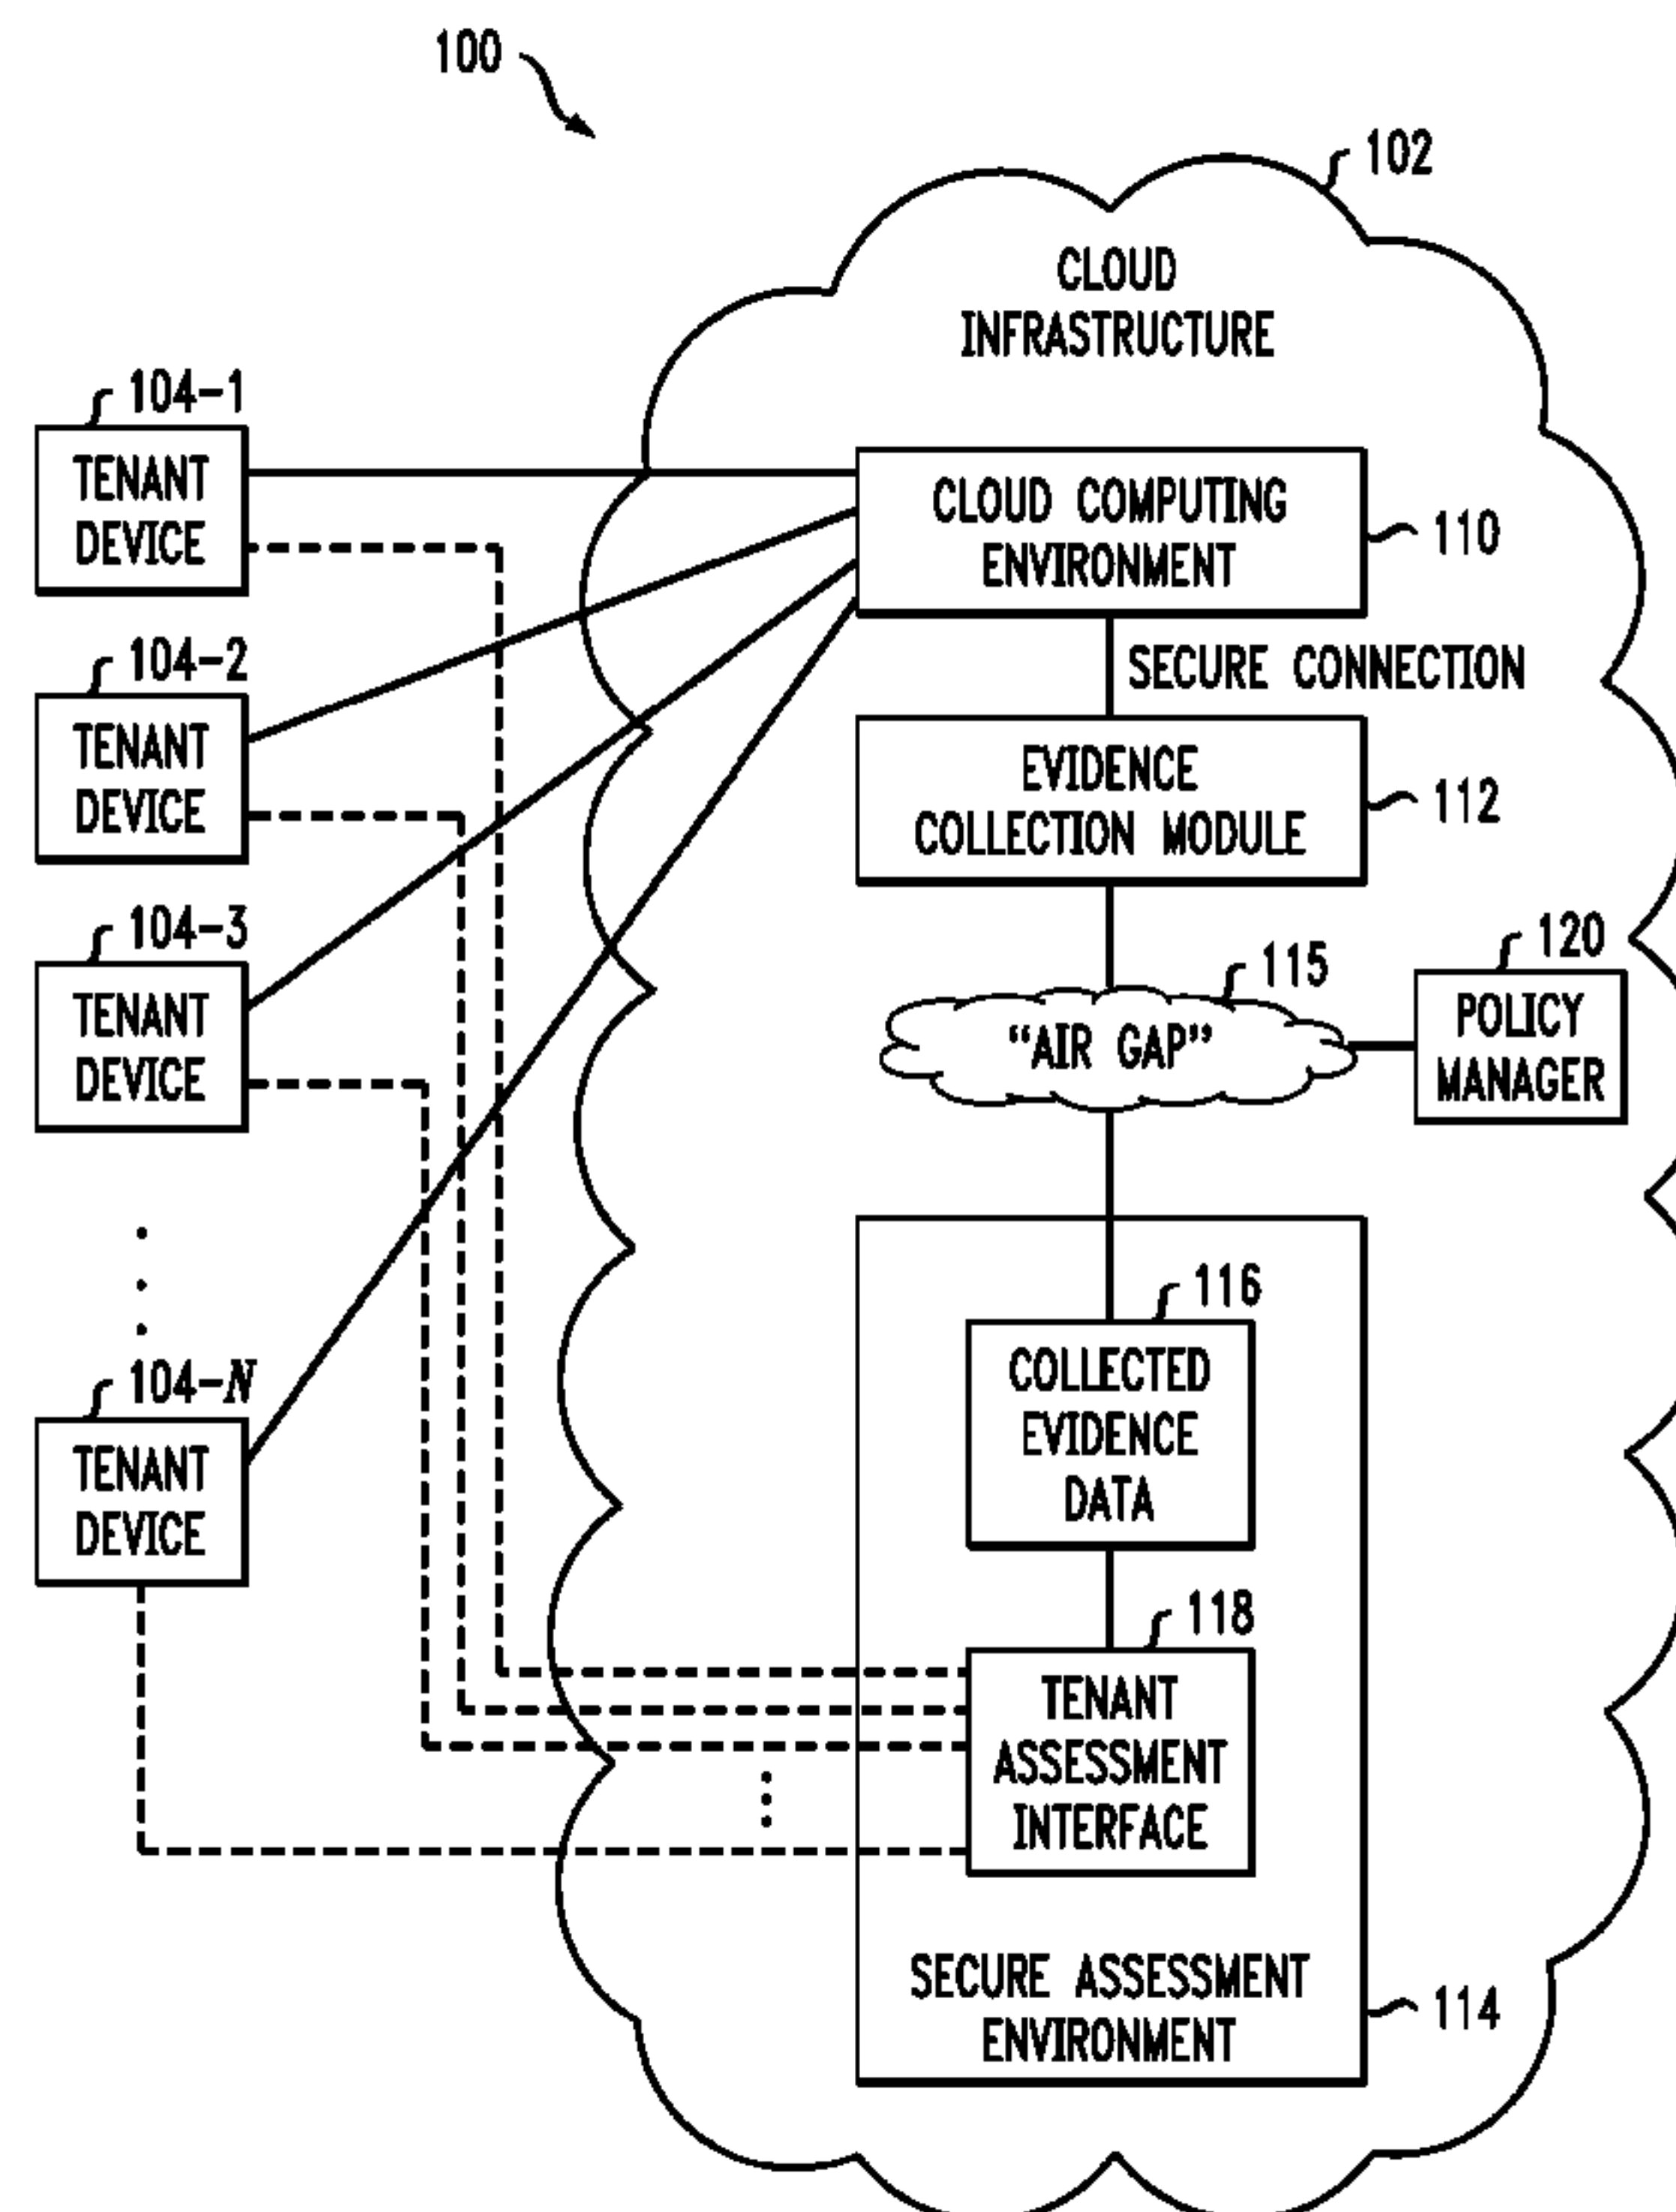 100
102
CLOUD
INFRASTRUCTURE
104-1
TENANT
DEVICE
CLOUD COMPUTING
ENVIRONMENT
110
SECURE CONNECTION
104-2
TENANT
DEVICE
EVIDENCE
COLLECTION MODULE
112
104-3
TENANT
DEVICE
115
"AIR GAP"
120
POLICY
MANAGER
116
COLLECTED
EVIDENCE
DATA
104-N
TENANT
DEVICE
118
TENANT
ASSESSMENT
INTERFACE
SECURE ASSESSMENT
ENVIRONMENT
114